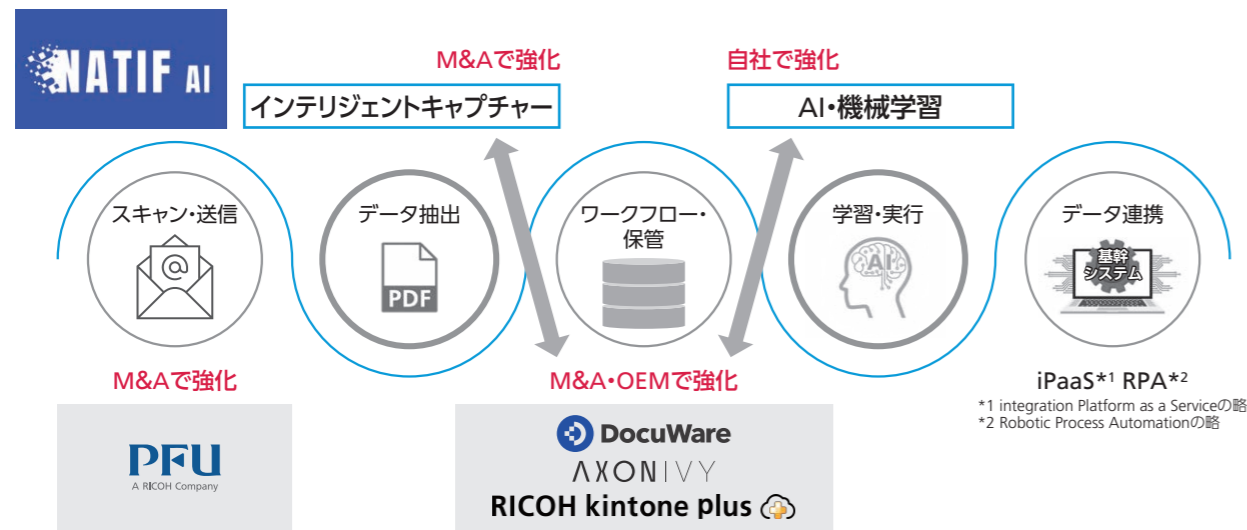 NATIF AI
M&Aで強化
自社で強化
インテリジェントキャプチャー
AI・機械学習
スキャン・送信
データ抽出
ワークフロー・
保管
学習・実行
データ連携
@
PDF
AI
基幹
システム
M&Aで強化
M&A・OEMで強化
iPaaS*1 RPA*2
*1 integration Platform as a Serviceの略
*2 Robotic Process Automationの略
PFU
A RICOH Company
DocuWare
AXONIVY
RICOH kintone plus